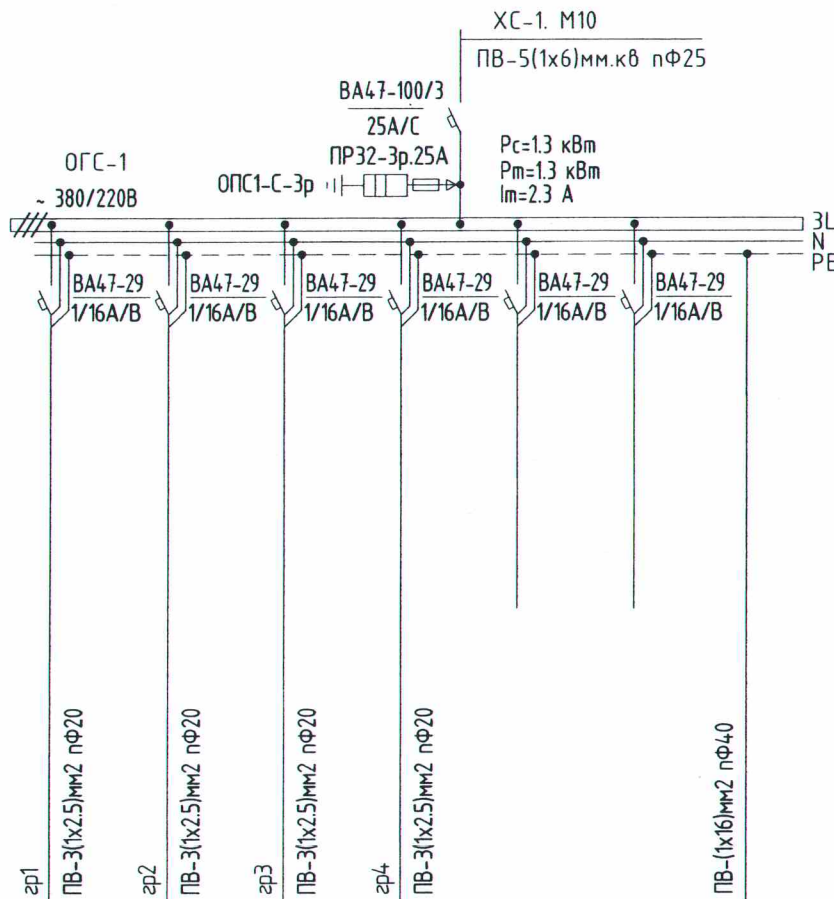 ХС-1. М10
ПВ-5(1х6)мм.кв пФ25
ВА47-100/3
25А/С
ПР32-3р.25А
Рс=1.3 кВт
Рт=1.3 кВт
Iт=2.3 А
ОГС-1
ОПС1-С-3р
~ 380/220В
3L
N
PE
ВА47-29
1/16А/В
ВА47-29
1/16А/В
ВА47-29
1/16А/В
ВА47-29
1/16А/В
ВА47-29
1/16А/В
ВА47-29
1/16А/В
гр1
ПВ-3(1х2.5)мм2 пФ20
гр2
ПВ-3(1х2.5)мм2 пФ20
гр3
ПВ-3(1х2.5)мм2 пФ20
гр4
ПВ-3(1х2.5)мм2 пФ20
ПВ-(1х16)мм2 пФ40